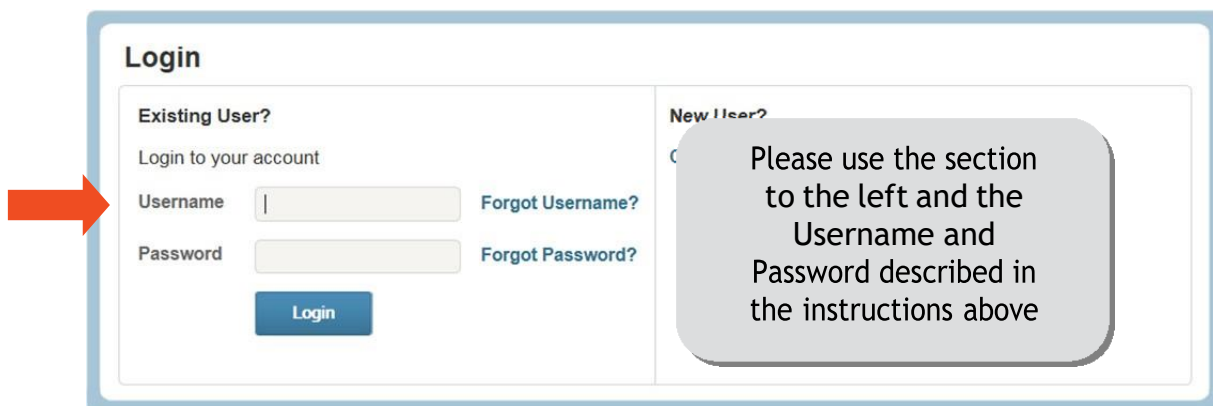 Login
Existing User?
Login to your account
Username
Forgot Username?
Password
Forgot Password?
Login
New User?
Please use the section
to the left and the
Username and
Password described in
the instructions above